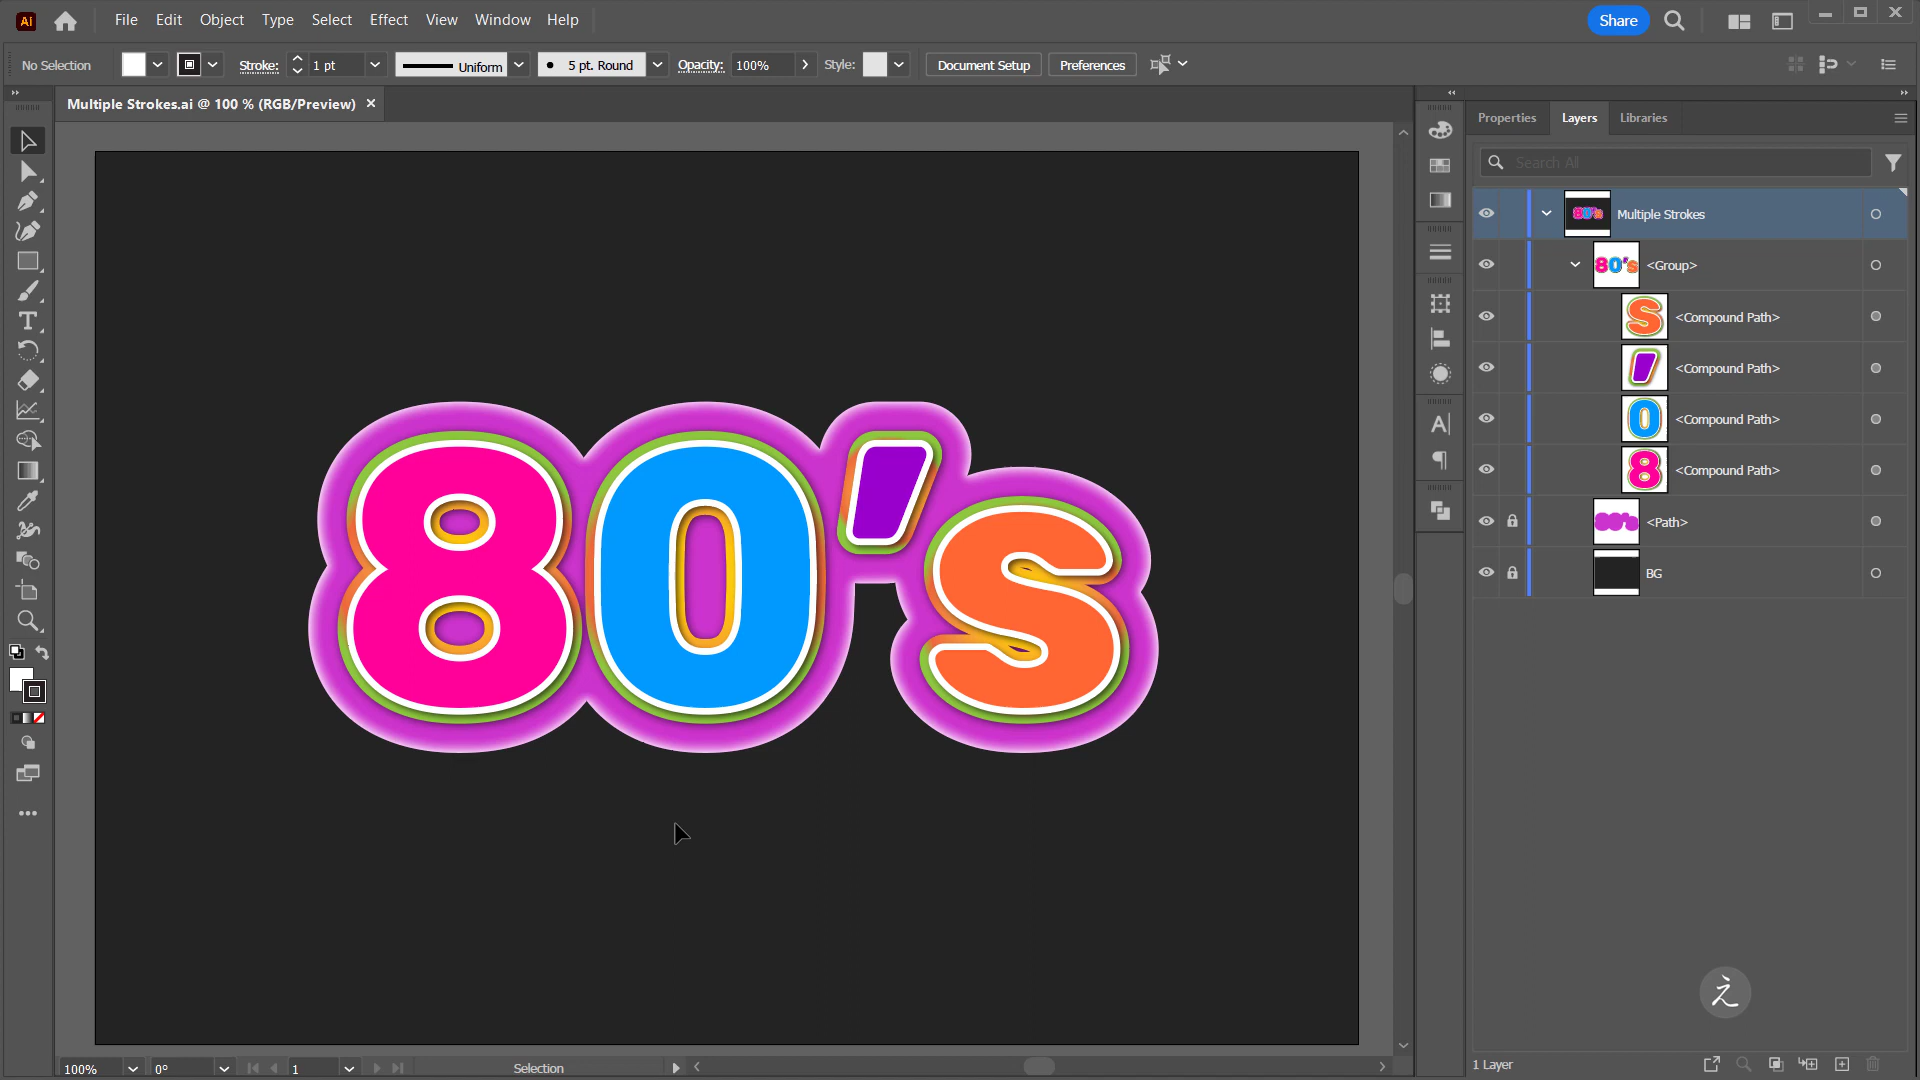 Ai File Edit Object Type Select Effect View Window Help Share
No Selection Stroke: 1 pt Uniform 5 pt. Round Opacity: 100% Style: Document Setup Preferences
Multiple Strokes.ai @ 100 % (RGB/Preview)
Properties Layers Libraries
Search All
Multiple Strokes
<Group>
<Compound Path>
<Compound Path>
<Compound Path>
<Compound Path>
<Path>
BG
80's
之
100% 0° 1 Selection
1 Layer